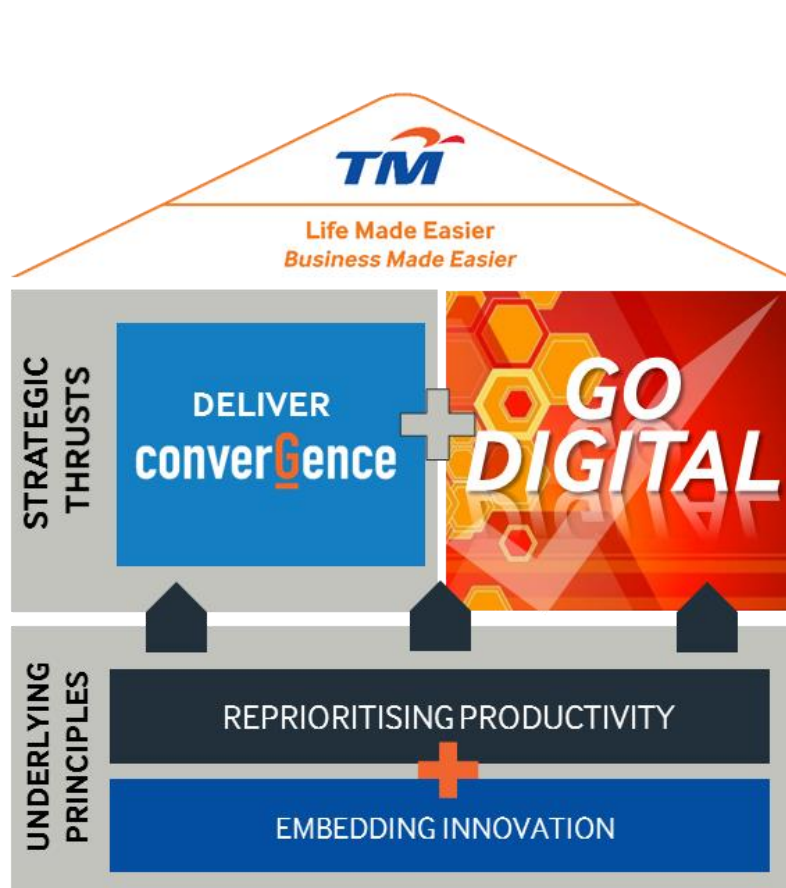 TM
Life Made Easier
Business Made Easier
STRATEGIC
THRUSTS
DELIVER
converGence
GO
DIGITAL
UNDERLYING
PRINCIPLES
REPRIORITISING PRODUCTIVITY
EMBEDDING INNOVATION